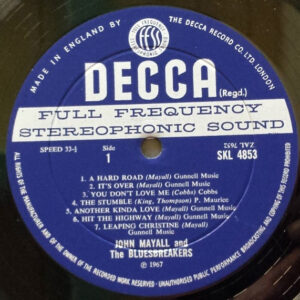 MADE IN ENGLAND BY THE DECCA RECORD CO. LTD. LONDON
FFSS
FULL FREQUENCY
DECCA
(Regd.)
FULL FREQUENCY
STEREOPHONIC SOUND
SPEED 33⅓
Side
1
ZAL.7692
SKL 4853
1. A HARD ROAD (Mayall) Gunnell Music
2. IT'S OVER (Mayall) Gunnell Music
3. YOU DON'T LOVE ME (Cobbs) Cobbs
4. THE STUMBLE (King, Thompson) P. Maurice
5. ANOTHER KINDA LOVE (Mayall) Gunnell Music
6. HIT THE HIGHWAY (Mayall) Gunnell Music
7. LEAPING CHRISTINE (Mayall) Gunnell Music
JOHN MAYALL and
The BLUESBREAKERS
℗ 1967
ALL RIGHTS OF THE MANUFACTURER AND OF THE OWNER OF THE RECORDED WORK RESERVED · UNAUTHORISED PUBLIC PERFORMANCE, BROADCASTING AND COPYING OF THIS RECORD PROHIBITED